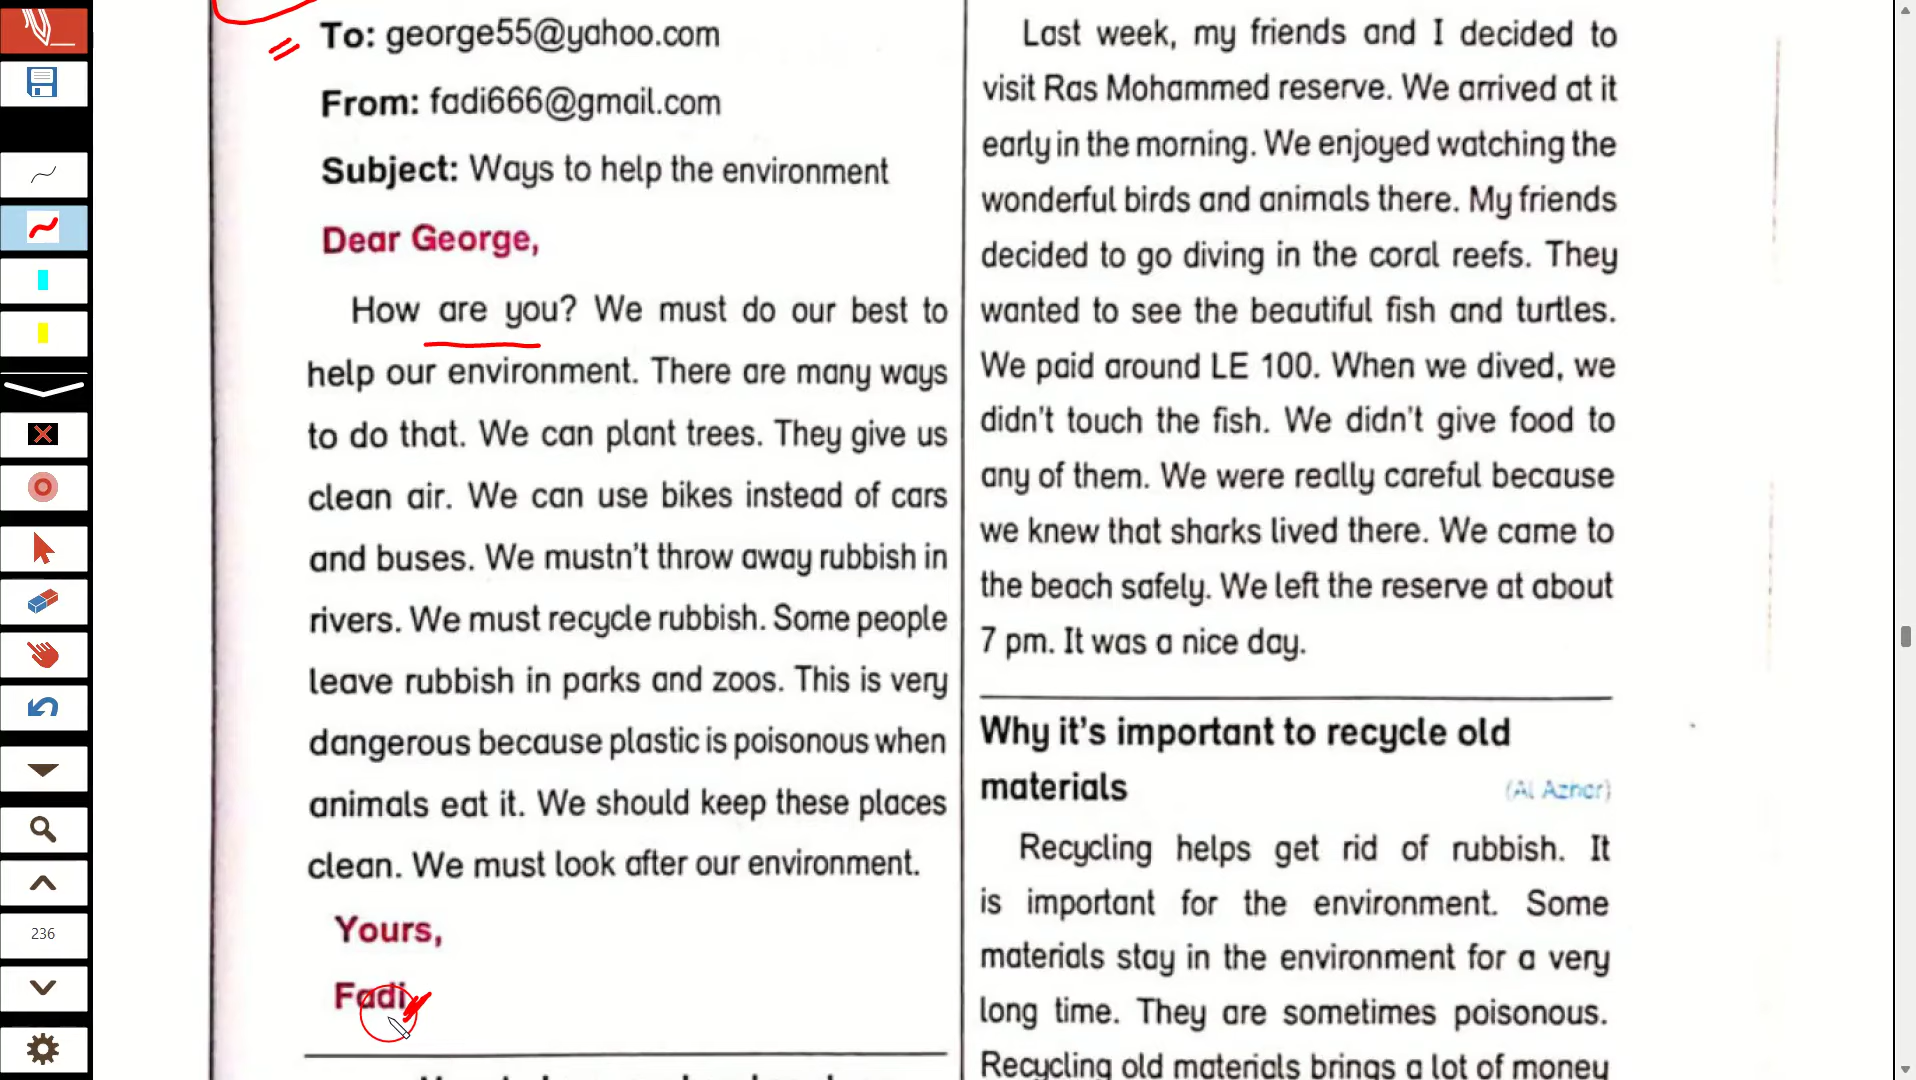 To: george55@yahoo.com
From: fadi666@gmail.com
Subject: Ways to help the environment
Dear George,
How are you? We must do our best to
help our environment. There are many ways
to do that. We can plant trees. They give us
clean air. We can use bikes instead of cars
and buses. We mustn't throw away rubbish in
rivers. We must recycle rubbish. Some people
leave rubbish in parks and zoos. This is very
dangerous because plastic is poisonous when
animals eat it. We should keep these places
clean. We must look after our environment.
Yours,
Fadi
Last week, my friends and I decided to
visit Ras Mohammed reserve. We arrived at it
early in the morning. We enjoyed watching the
wonderful birds and animals there. My friends
decided to go diving in the coral reefs. They
wanted to see the beautiful fish and turtles.
We paid around LE 100. When we dived, we
didn't touch the fish. We didn't give food to
any of them. We were really careful because
we knew that sharks lived there. We came to
the beach safely. We left the reserve at about
7 pm. It was a nice day.
Why it's important to recycle old
materials
(Al Azhar)
Recycling helps get rid of rubbish. It
is important for the environment. Some
materials stay in the environment for a very
long time. They are sometimes poisonous.
Recycling old materials brings a lot of money
236